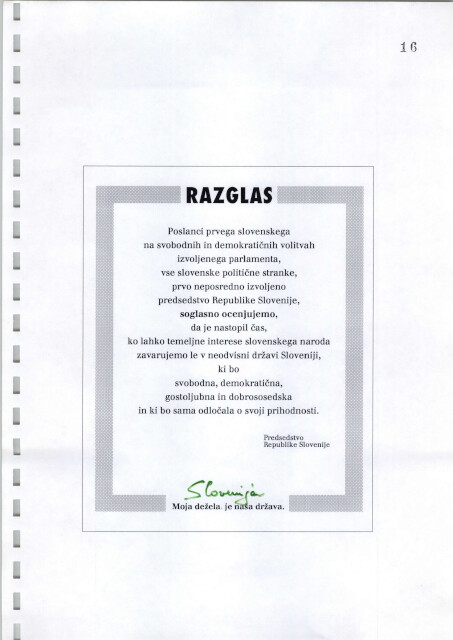 16
RAZGLAS
Poslanci prvega slovenskega
na svobodnih in demokratičnih volitvah
izvoljenega parlamenta,
vse slovenske politične stranke,
prvo neposredno izvoljeno
predsedstvo Republike Slovenije,
soglasno ocenjujemo,
da je nastopil čas,
ko lahko temeljne interese slovenskega naroda
zavarujemo le v neodvisni državi Sloveniji,
ki bo
svobodna, demokratična,
gostoljubna in dobrososedska
in ki bo sama odločala o svoji prihodnosti.
Predsedstvo
Republike Slovenije
Slovenija
Moja dežela. je naša država.